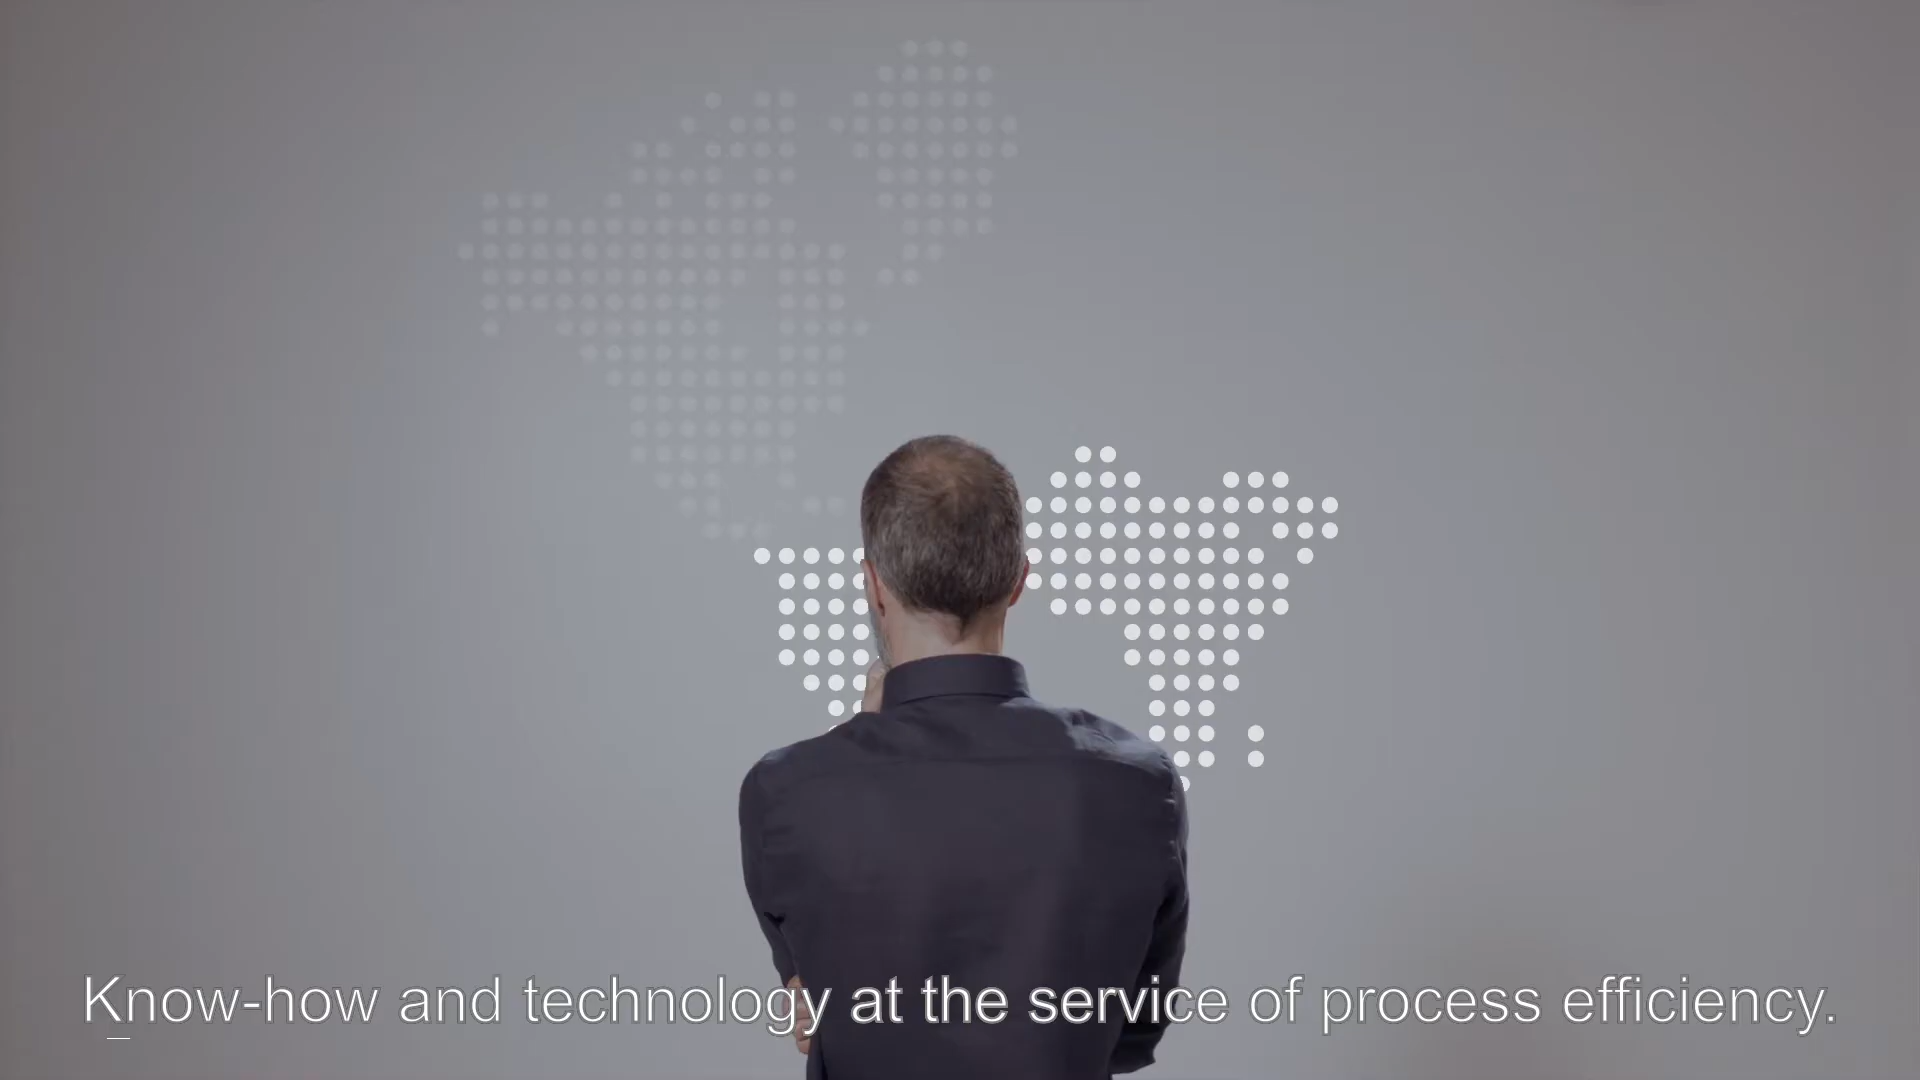 Know-how and technology at the service of process efficiency.